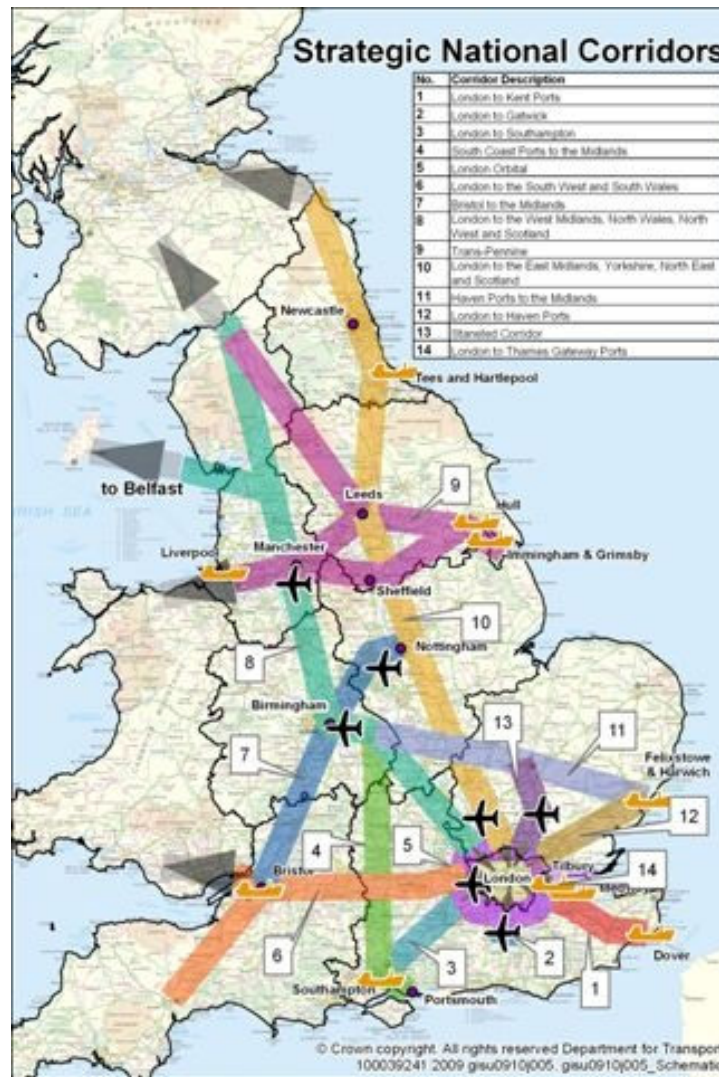 Strategic National Corridors
No. Corridor Description
1 London to Kent Ports
2 London to Gatwick
3 London to Southampton
4 South Coast Ports to the Midlands
5 London Orbital
6 London to the South West and South Wales
7 Bristol to the Midlands
8 London to the West Midlands, North Wales, North
West and Scotland
9 Trans-Pennine
10 London to the East Midlands, Yorkshire, North East
and Scotland
11 Haven Ports to the Midlands
12 London to Haven Ports
13 Stansted Corridor
14 London to Thames Gateway Ports
Newcastle
Tees and Hartlepool
to Belfast
Leeds
9
Hull
Liverpool
Manchester
Immingham & Grimsby
Sheffield
10
8
Nottingham
Birmingham
13
11
7
Felixstowe
& Harwich
12
4
5
Tilbury
14
Bristol
London
6
3
2
Dover
Southampton
Portsmouth
1
© Crown copyright. All rights reserved Department for Transport
100039241 2009 gisu0910j005. gisu0910j005_Schematic